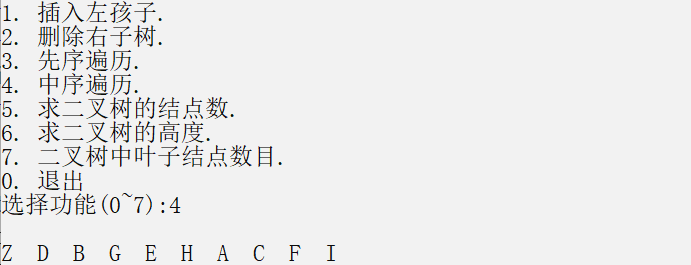 1. 插入左孩子.
2. 删除右子树.
3. 先序遍历.
4. 中序遍历.
5. 求二叉树的结点数.
6. 求二叉树的高度.
7. 二叉树中叶子结点数目.
0. 退出
选择功能(0~7):4
Z D B G E H A C F I